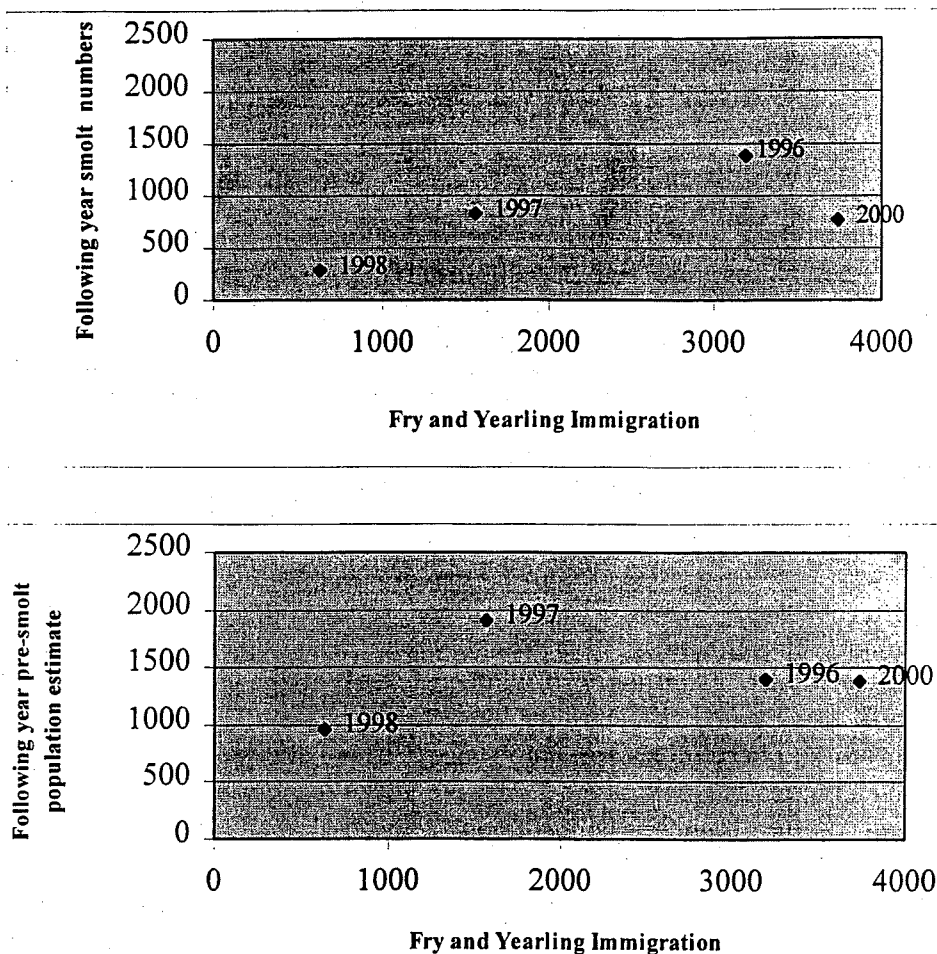 Following year smolt numbers
2500
2000
1500
1000
500
0
1996
1997
2000
1998
0 1000 2000 3000 4000
Fry and Yearling Immigration
Following year pre-smolt
population estimate
2500
2000
1500
1000
500
0
1997
1996
2000
1998
0 1000 2000 3000 4000
Fry and Yearling Immigration